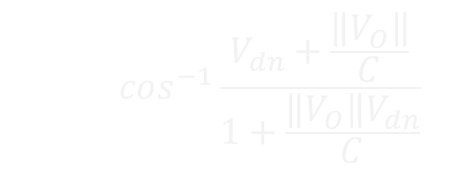 cos⁻¹ (V_dn + ‖V_O‖/C) / (1 + ‖V_O‖V_dn/C)